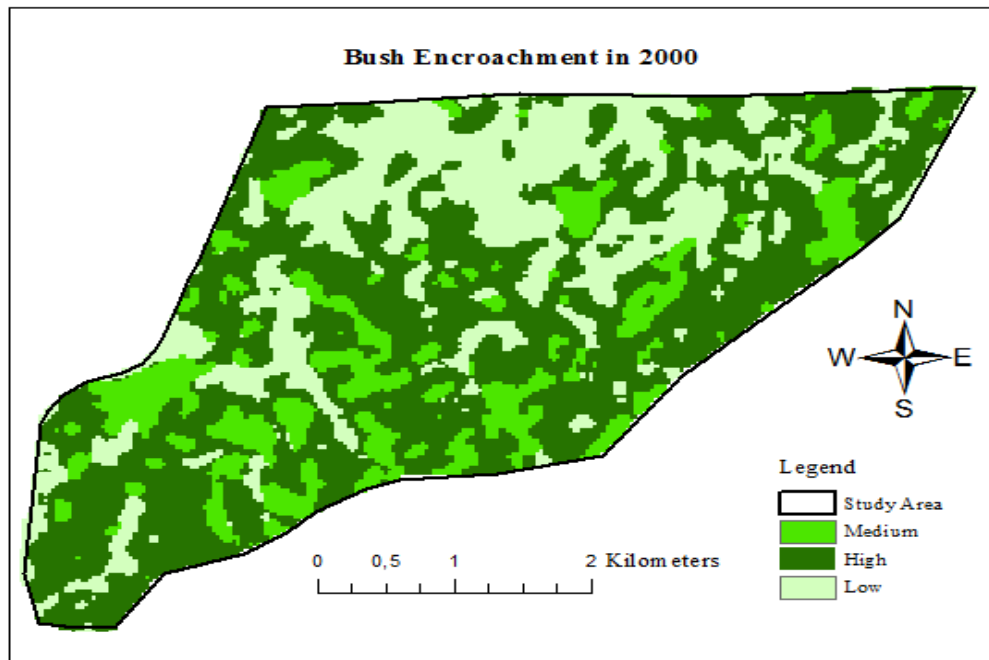 Bush Encroachment in 2000
N
W E
S
Legend
Study Area
Medium
High
Low
0 0,5 1 2 Kilometers